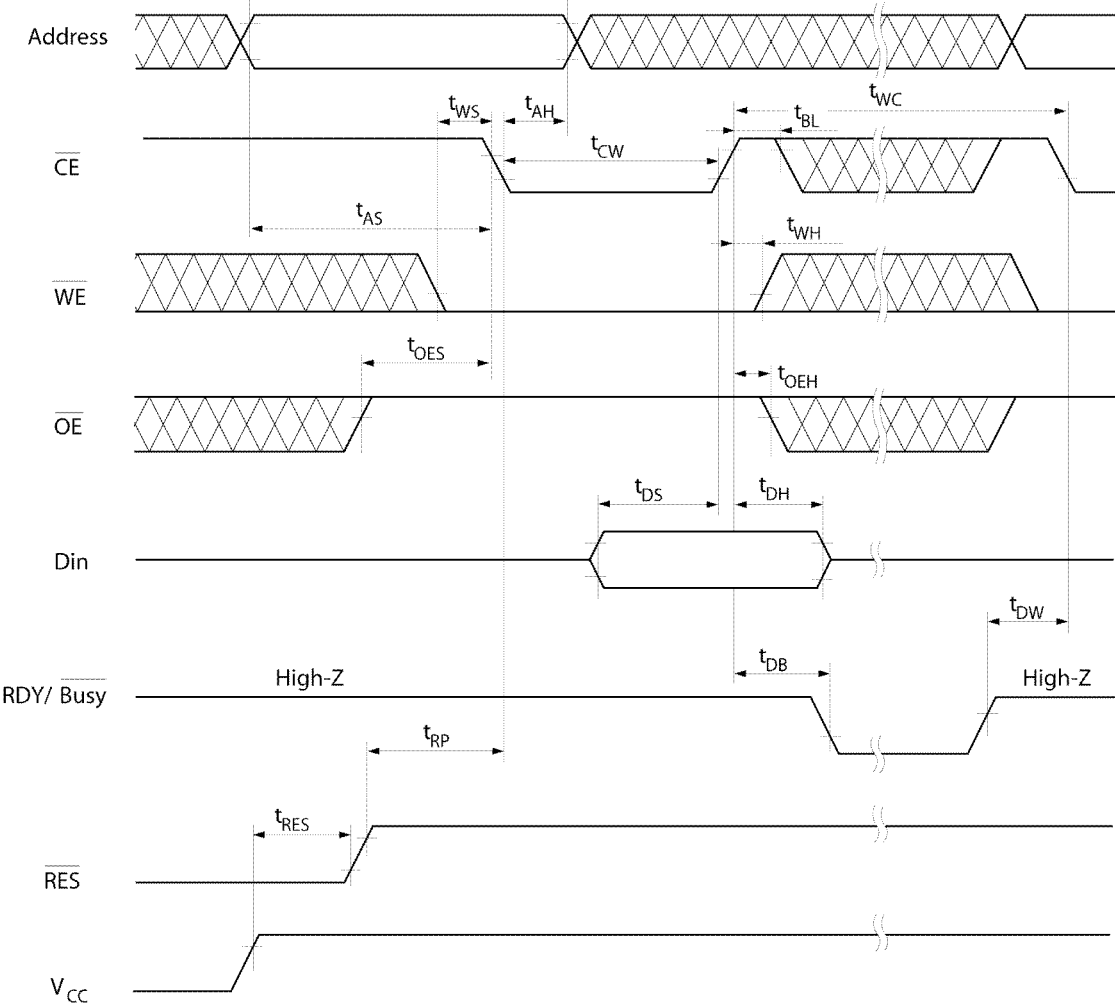 Address
tWC
tWS
tAH
tBL
CE
tCW
tAS
tWH
WE
tOES
tOEH
OE
tDS
tDH
Din
tDW
tDB
High-Z
High-Z
RDY/ Busy
tRP
tRES
RES
VCC